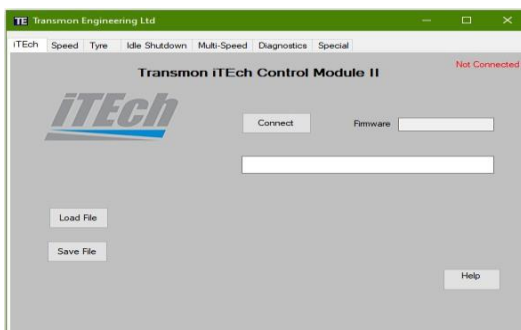 TE Transmon Engineering Ltd
iTEch Speed Tyre Idle Shutdown Multi-Speed Diagnostics Special
Not Connected
Transmon iTEch Control Module II
iTEch
Connect Firmware
Load File
Save File
Help